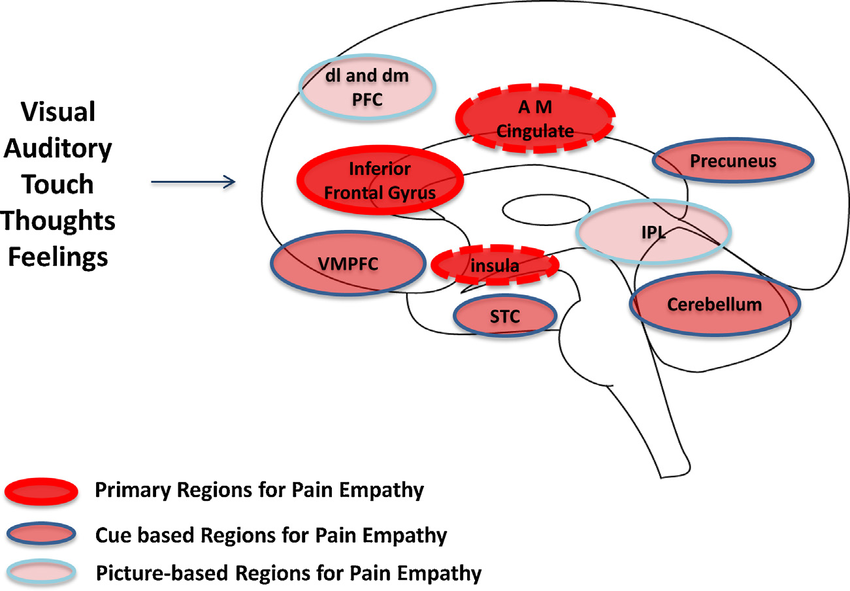 Visual
Auditory
Touch
Thoughts
Feelings
dl and dm
PFC
A M
Cingulate
Inferior
Frontal Gyrus
Precuneus
IPL
VMPFC
insula
STC
Cerebellum
Primary Regions for Pain Empathy
Cue based Regions for Pain Empathy
Picture-based Regions for Pain Empathy